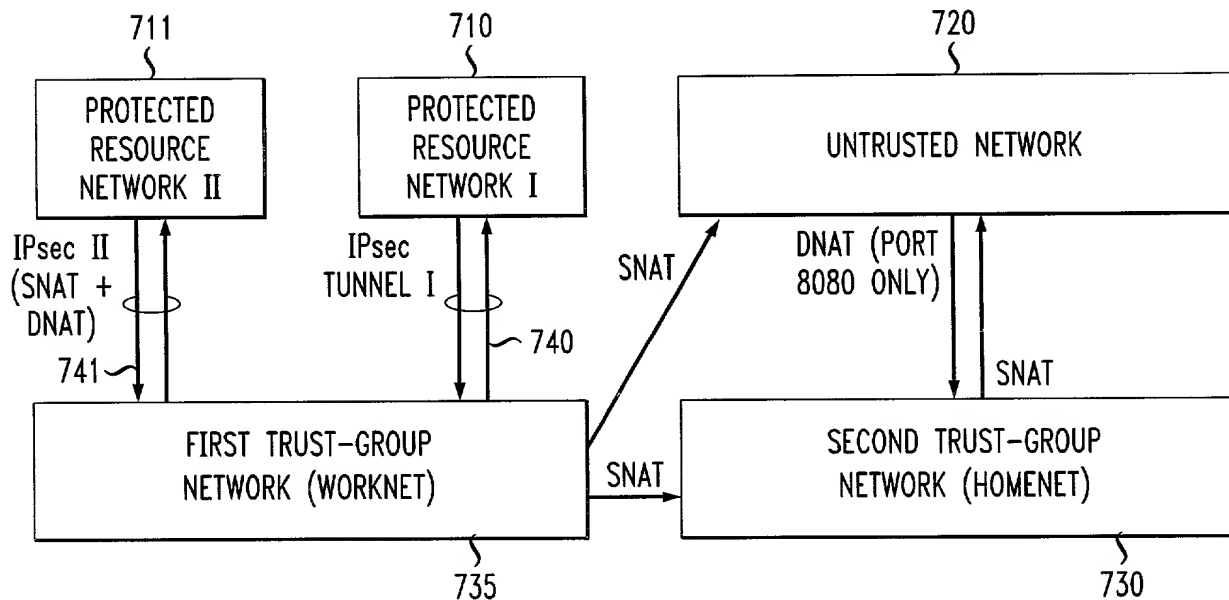 711
710
720
PROTECTED
RESOURCE
NETWORK II
PROTECTED
RESOURCE
NETWORK I
UNTRUSTED NETWORK
IPsec II
(SNAT +
DNAT)
741
IPsec
TUNNEL I
740
SNAT
DNAT (PORT
8080 ONLY)
SNAT
FIRST TRUST-GROUP
NETWORK (WORKNET)
SNAT
SECOND TRUST-GROUP
NETWORK (HOMENET)
735
730